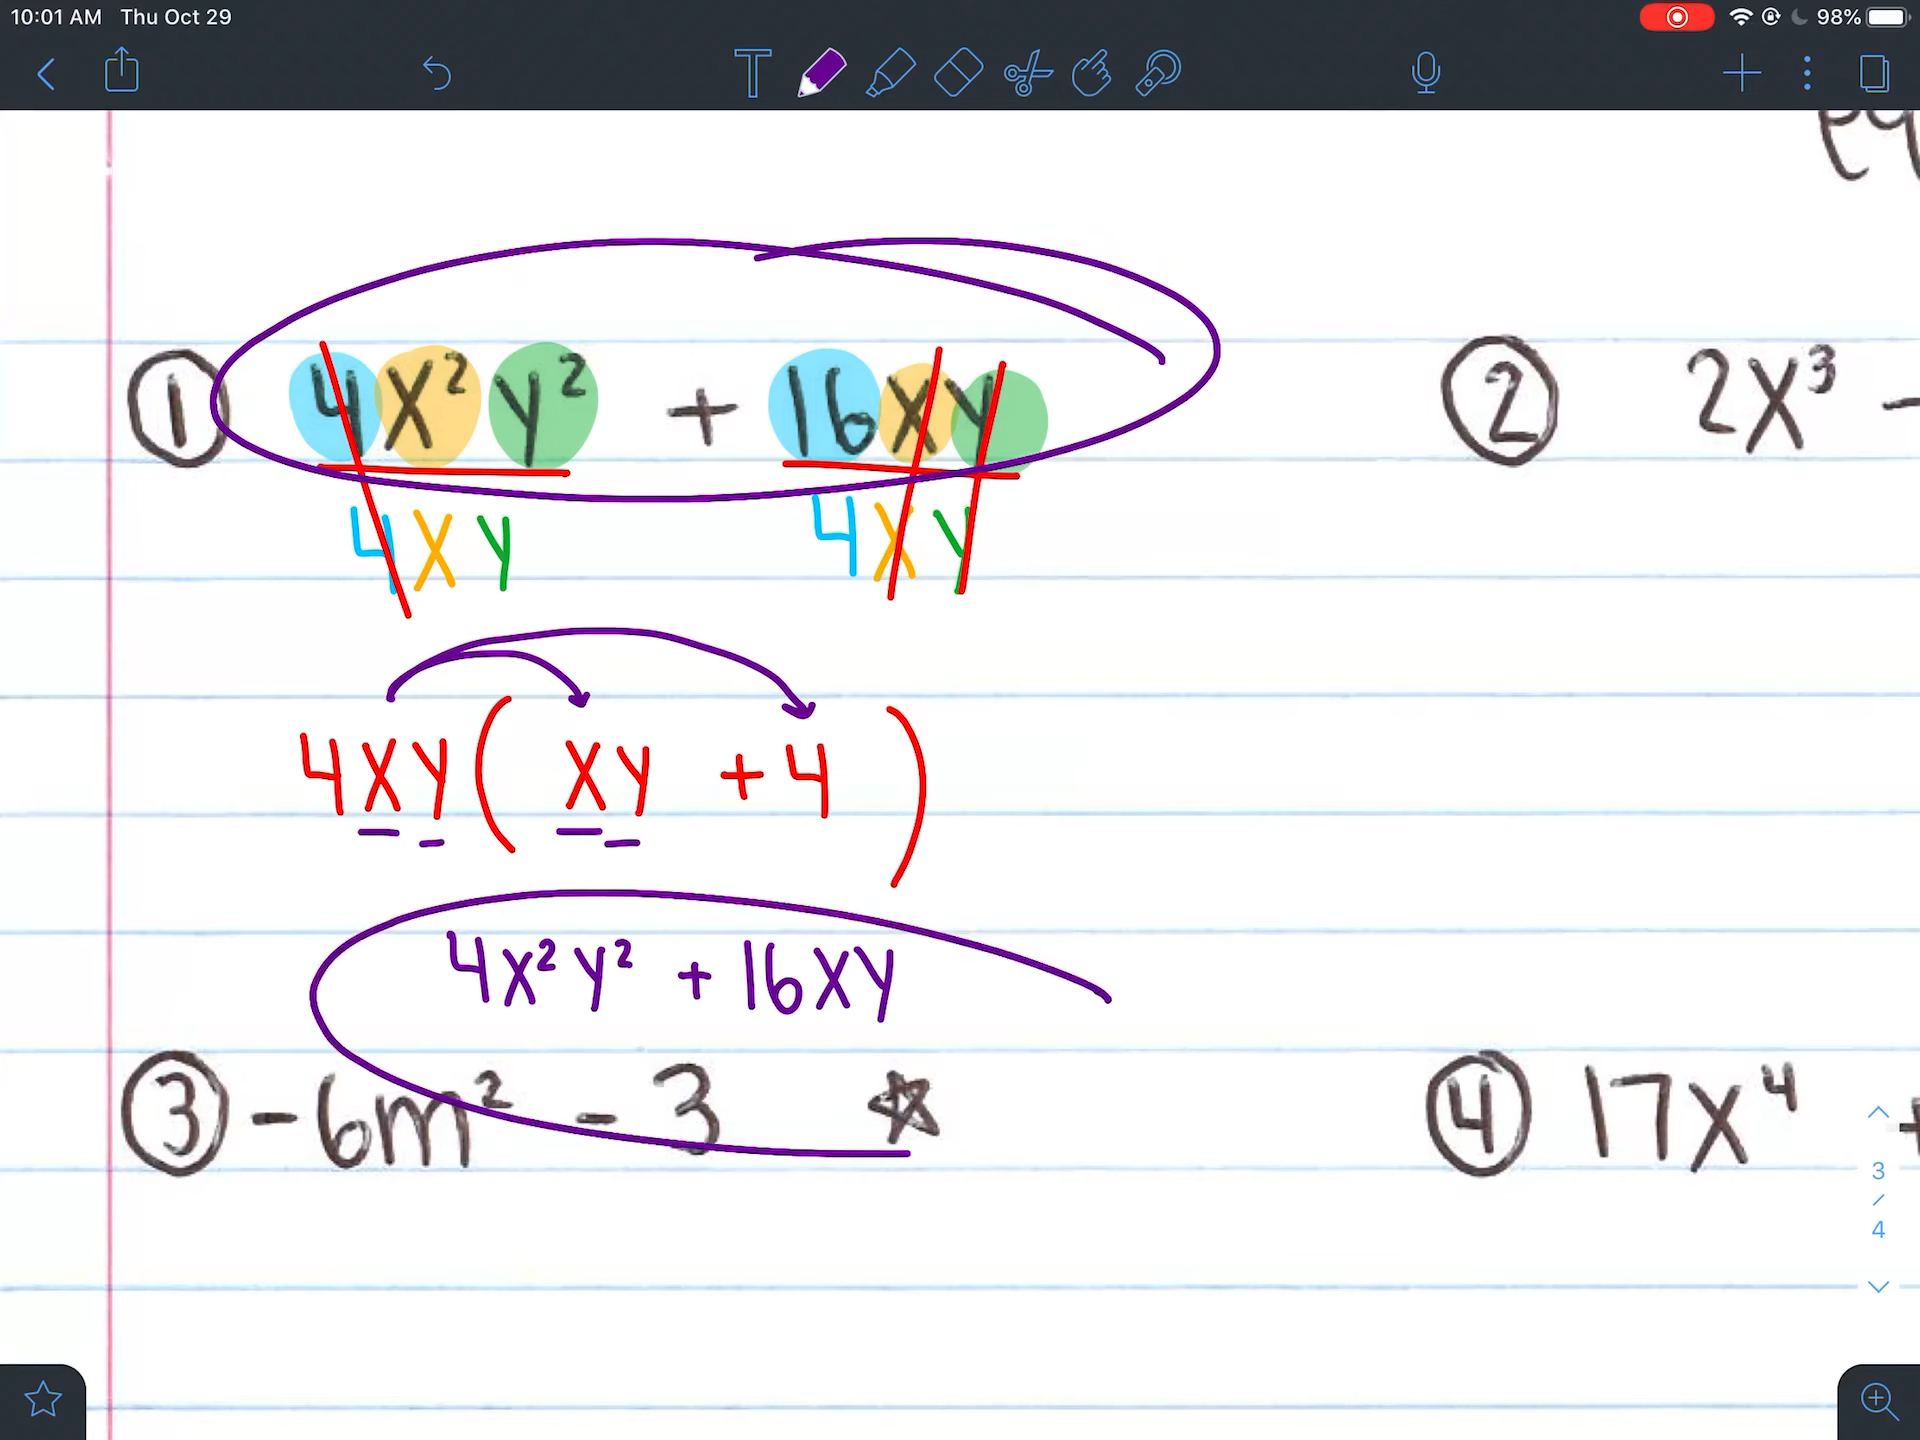 10:01 AM Thu Oct 29
98%
T
① 4x²y² + 16xy
4xy 4xy
② 2x³ -
4xy( xy + 4 )
4x²y² + 16xy
③ -6m² - 3 ☆
④ 17x⁴ +
3
/
4